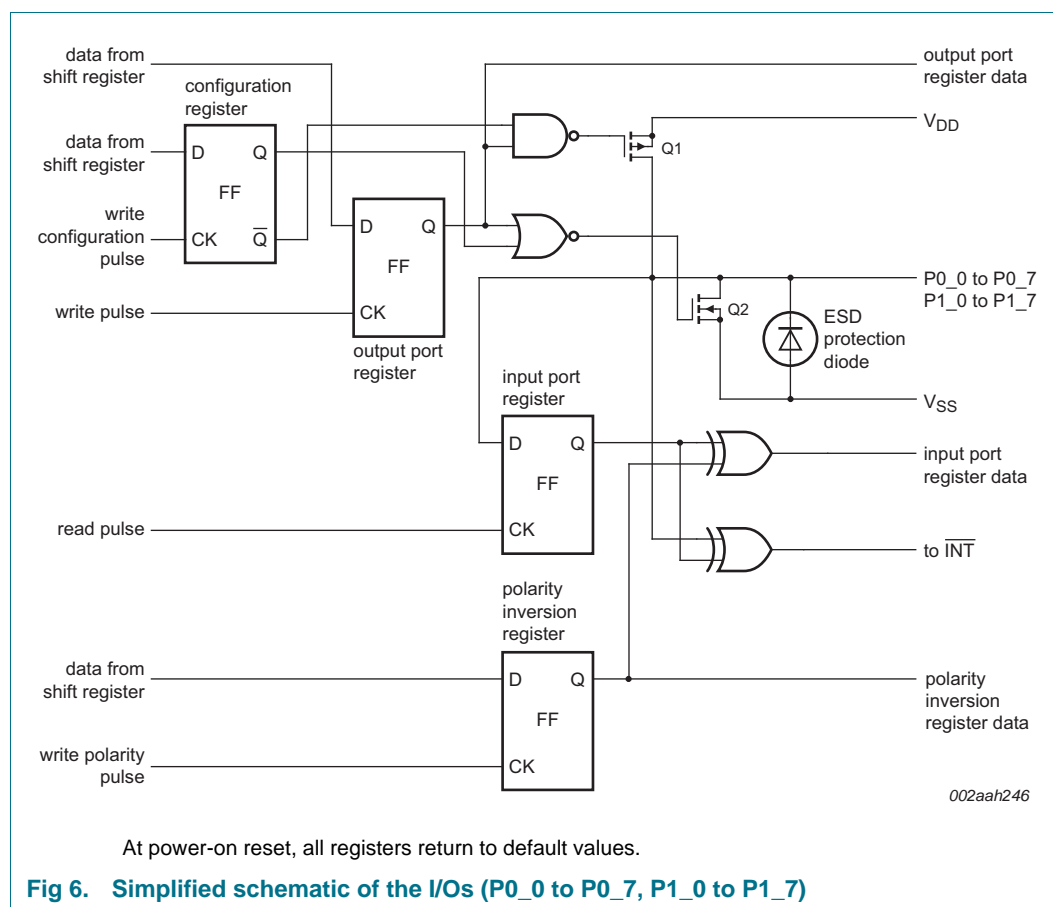 data from
shift register
configuration
register
output port
register data
data from
shift register
D
Q
FF
CK
Q̅
write
configuration
pulse
Q1
V_DD
D
Q
FF
CK
output port
register
write pulse
Q2
ESD
protection
diode
P0_0 to P0_7
P1_0 to P1_7
V_SS
input port
register
D
Q
FF
CK
read pulse
input port
register data
to I̅N̅T̅
polarity
inversion
register
data from
shift register
D
Q
FF
CK
write polarity
pulse
polarity
inversion
register data
002aah246
At power-on reset, all registers return to default values.
Fig 6. Simplified schematic of the I/Os (P0_0 to P0_7, P1_0 to P1_7)